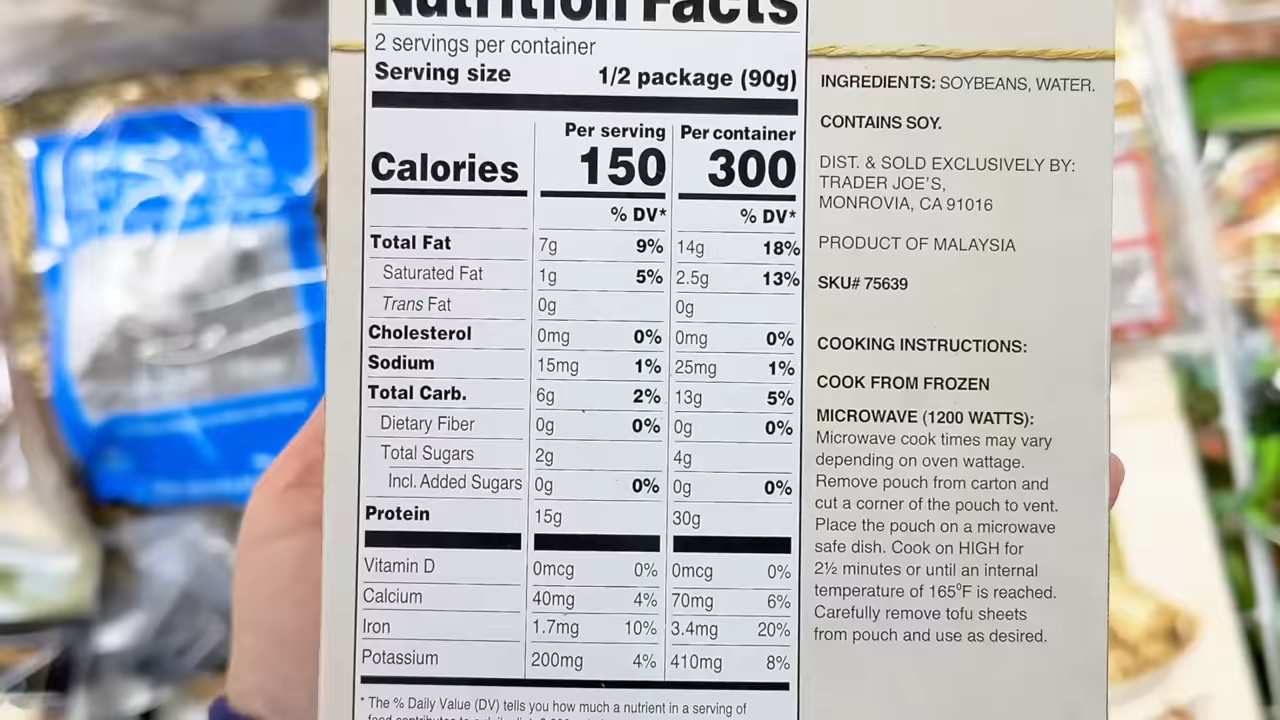 Nutrition Facts
2 servings per container
Serving size 1/2 package (90g)
Per serving Per container
Calories 150 300
% DV* % DV*
Total Fat 7g 9% 14g 18%
Saturated Fat 1g 5% 2.5g 13%
Trans Fat 0g 0g
Cholesterol 0mg 0% 0mg 0%
Sodium 15mg 1% 25mg 1%
Total Carb. 6g 2% 13g 5%
Dietary Fiber 0g 0% 0g 0%
Total Sugars 2g 4g
Incl. Added Sugars 0g 0% 0g 0%
Protein 15g 30g
Vitamin D 0mcg 0% 0mcg 0%
Calcium 40mg 4% 70mg 6%
Iron 1.7mg 10% 3.4mg 20%
Potassium 200mg 4% 410mg 8%
* The % Daily Value (DV) tells you how much a nutrient in a serving of
INGREDIENTS: SOYBEANS, WATER.
CONTAINS SOY.
DIST. & SOLD EXCLUSIVELY BY:
TRADER JOE'S,
MONROVIA, CA 91016
PRODUCT OF MALAYSIA
SKU# 75639
COOKING INSTRUCTIONS:
COOK FROM FROZEN
MICROWAVE (1200 WATTS):
Microwave cook times may vary
depending on oven wattage.
Remove pouch from carton and
cut a corner of the pouch to vent.
Place the pouch on a microwave
safe dish. Cook on HIGH for
2½ minutes or until an internal
temperature of 165ºF is reached.
Carefully remove tofu sheets
from pouch and use as desired.